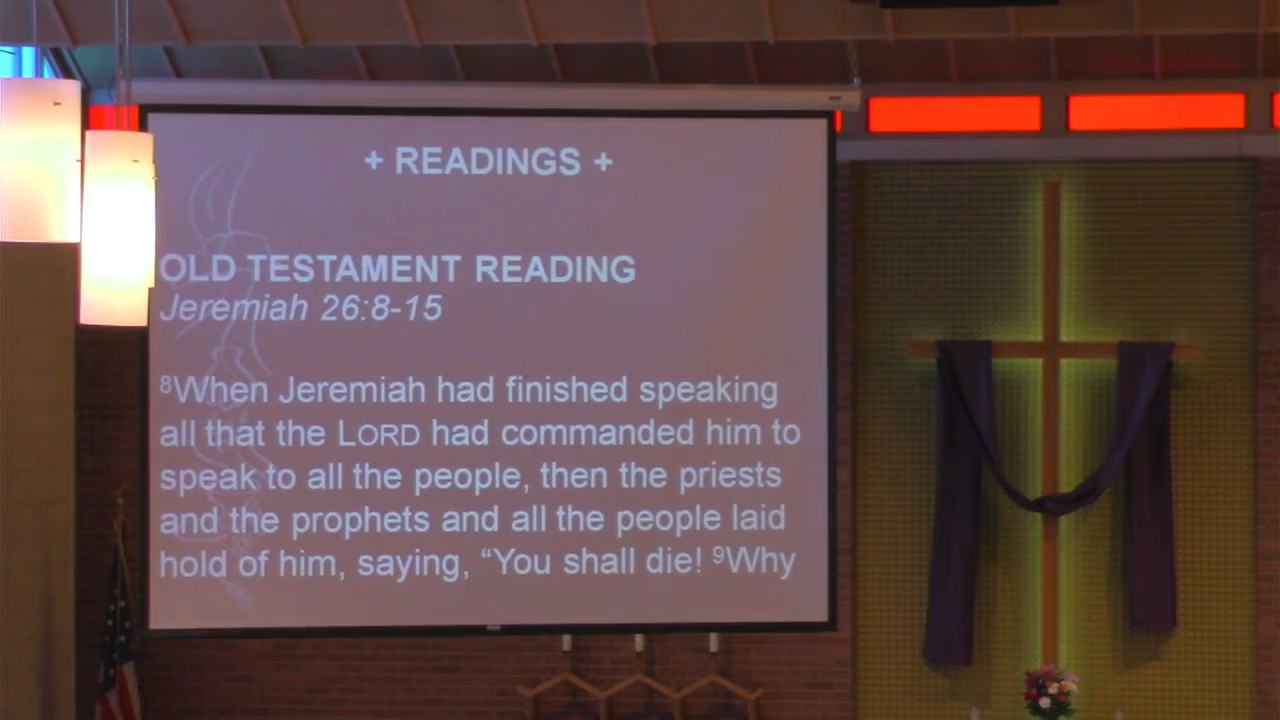 + READINGS +
OLD TESTAMENT READING
Jeremiah 26:8-15
⁸When Jeremiah had finished speaking
all that the LORD had commanded him to
speak to all the people, then the priests
and the prophets and all the people laid
hold of him, saying, “You shall die! ⁹Why